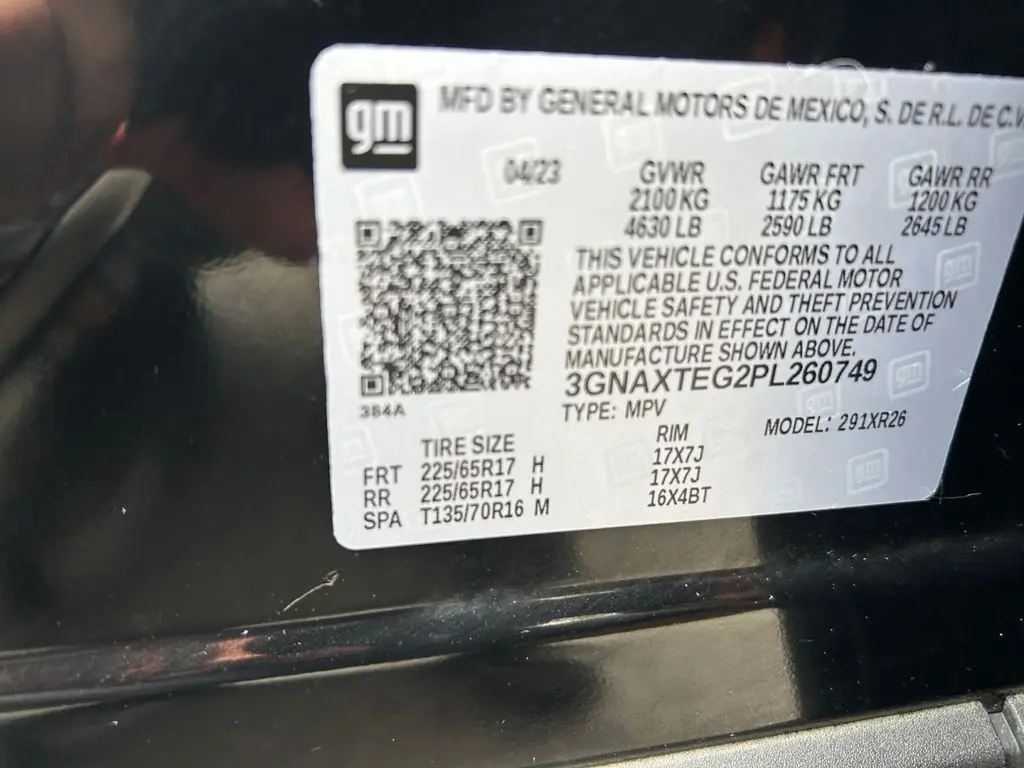 gm
MFD BY GENERAL MOTORS DE MEXICO, S. DE R.L. DE C.V
04/23 GVWR GAWR FRT GAWR RR
2100 KG 1175 KG 1200 KG
4630 LB 2590 LB 2645 LB
THIS VEHICLE CONFORMS TO ALL
APPLICABLE U.S. FEDERAL MOTOR
VEHICLE SAFETY AND THEFT PREVENTION
STANDARDS IN EFFECT ON THE DATE OF
MANUFACTURE SHOWN ABOVE.
3GNAXTEG2PL260749
384A
TYPE: MPV MODEL: 291XR26
TIRE SIZE RIM
FRT 225/65R17 H 17X7J
RR 225/65R17 H 17X7J
SPA T135/70R16 M 16X4BT